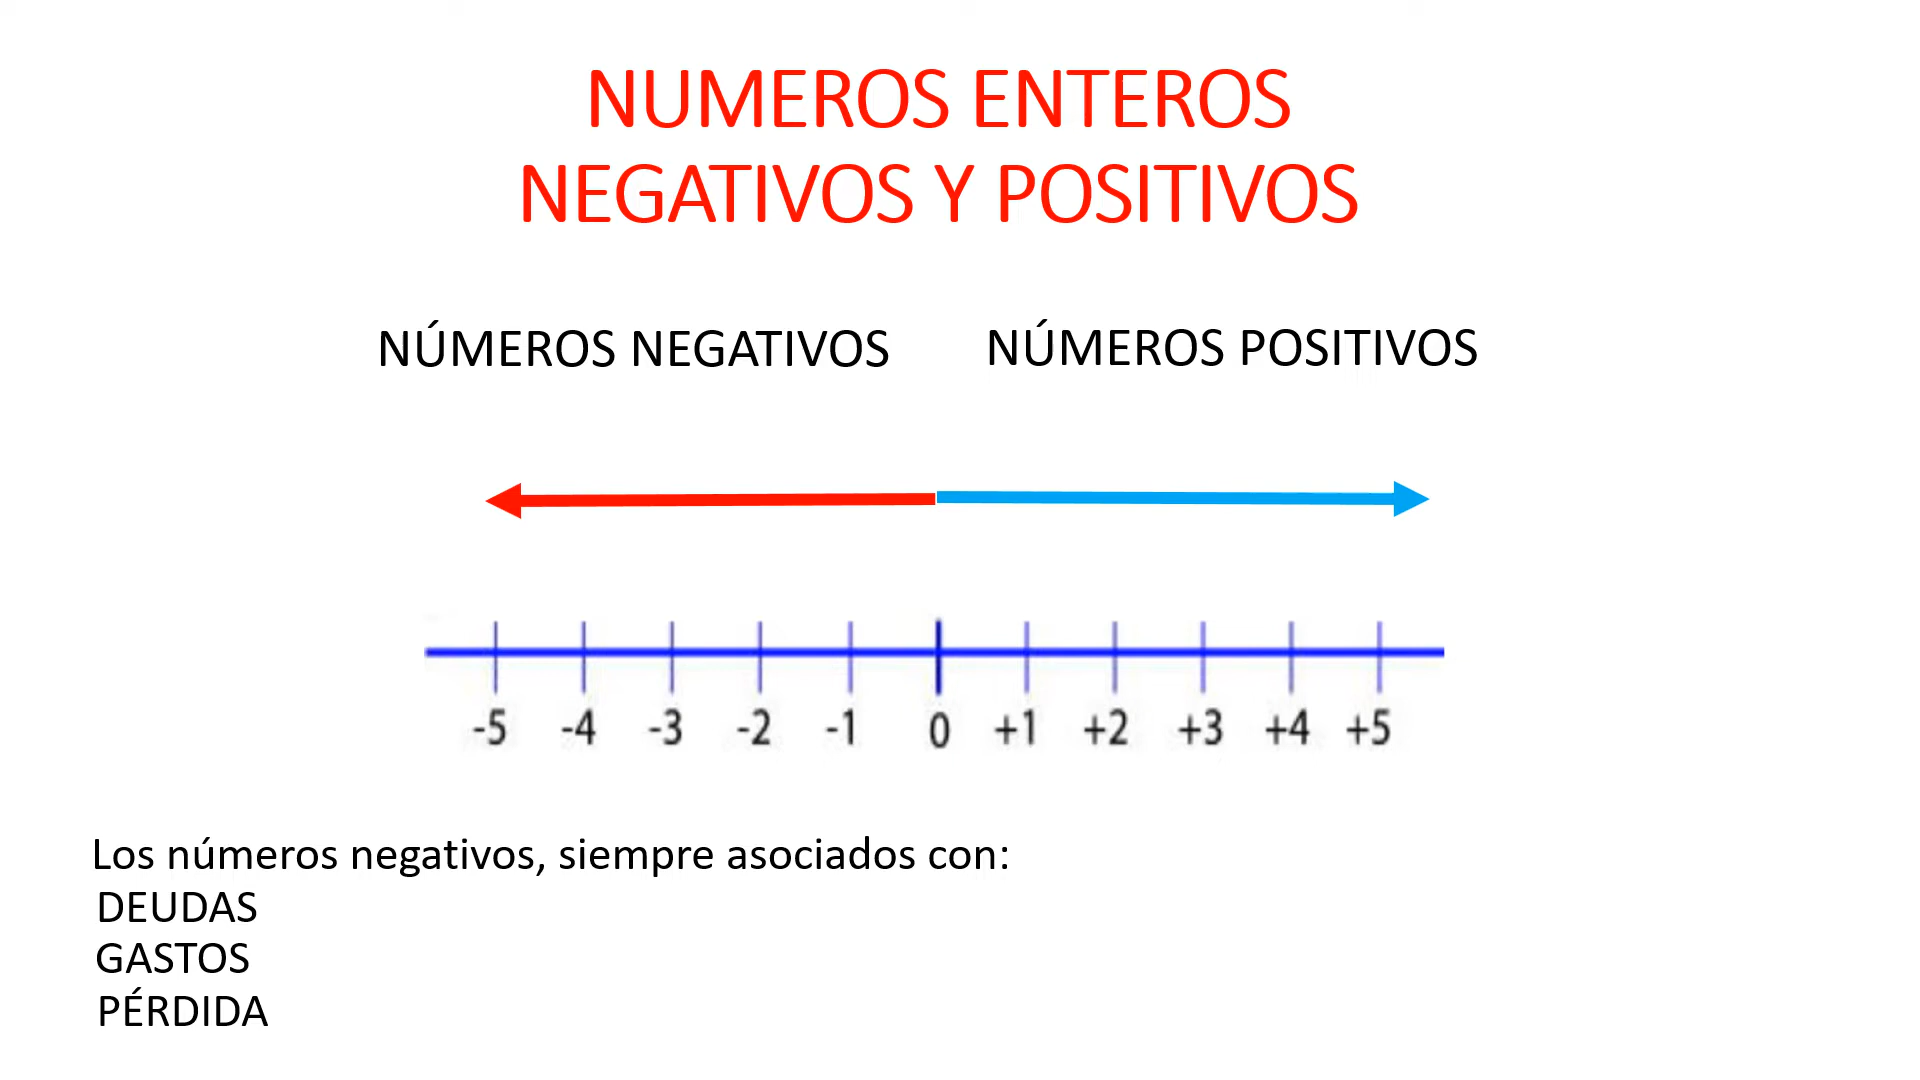 NUMEROS ENTEROS
NEGATIVOS Y POSITIVOS
NÚMEROS NEGATIVOS NÚMEROS POSITIVOS
-5 -4 -3 -2 -1 0 +1 +2 +3 +4 +5
Los números negativos, siempre asociados con:
DEUDAS
GASTOS
PÉRDIDA